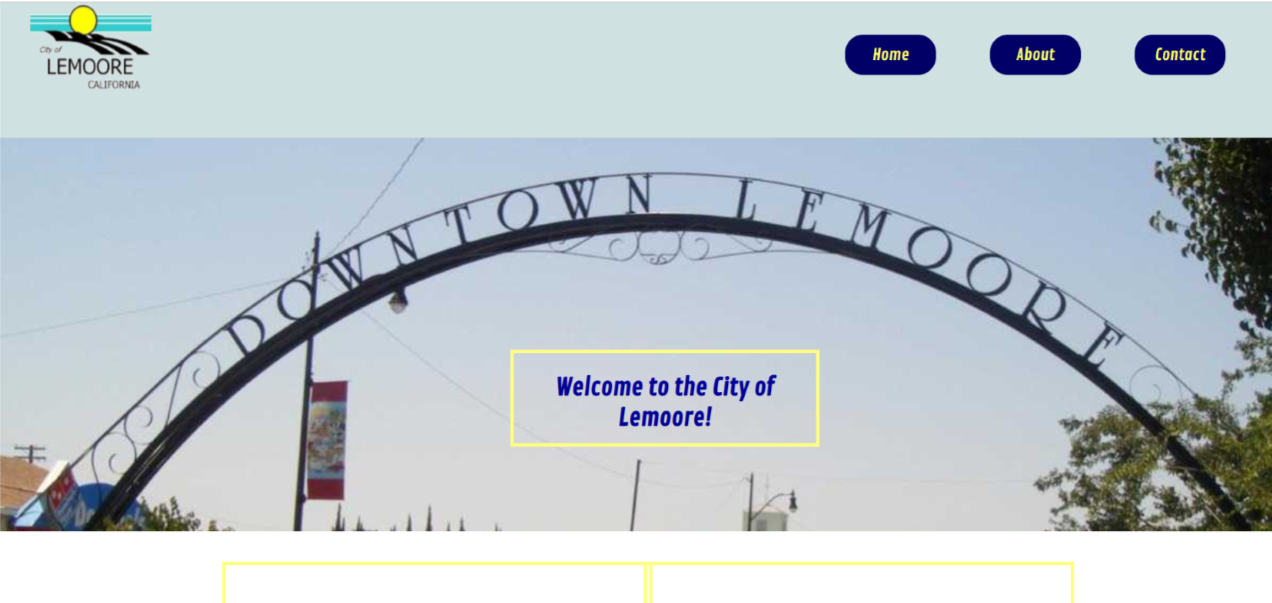 City of
LEMOORE
CALIFORNIA
Home
About
Contact
DOWNTOWN LEMOORE
Welcome to the City of
Lemoore!